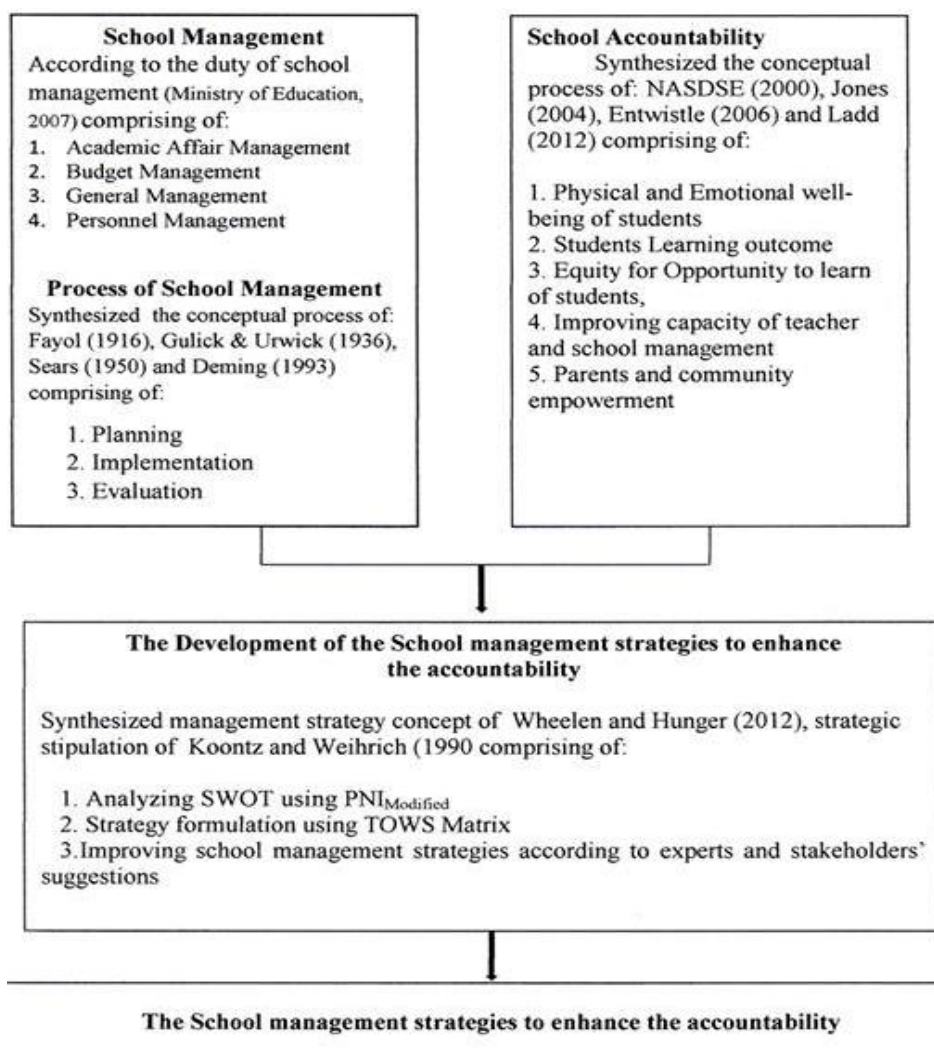 School Management
According to the duty of school
management (Ministry of Education,
2007) comprising of:
1. Academic Affair Management
2. Budget Management
3. General Management
4. Personnel Management
Process of School Management
Synthesized the conceptual process of:
Fayol (1916), Gulick & Urwick (1936),
Sears (1950) and Deming (1993)
comprising of:
1. Planning
2. Implementation
3. Evaluation
School Accountability
Synthesized the conceptual
process of: NASDSE (2000), Jones
(2004), Entwistle (2006) and Ladd
(2012) comprising of:
1. Physical and Emotional well-
being of students
2. Students Learning outcome
3. Equity for Opportunity to learn
of students,
4. Improving capacity of teacher
and school management
5. Parents and community
empowerment
The Development of the School management strategies to enhance
the accountability
Synthesized management strategy concept of Wheelen and Hunger (2012), strategic
stipulation of Koontz and Weihrich (1990 comprising of:
1. Analyzing SWOT using PNIModified
2. Strategy formulation using TOWS Matrix
3.Improving school management strategies according to experts and stakeholders'
suggestions
The School management strategies to enhance the accountability